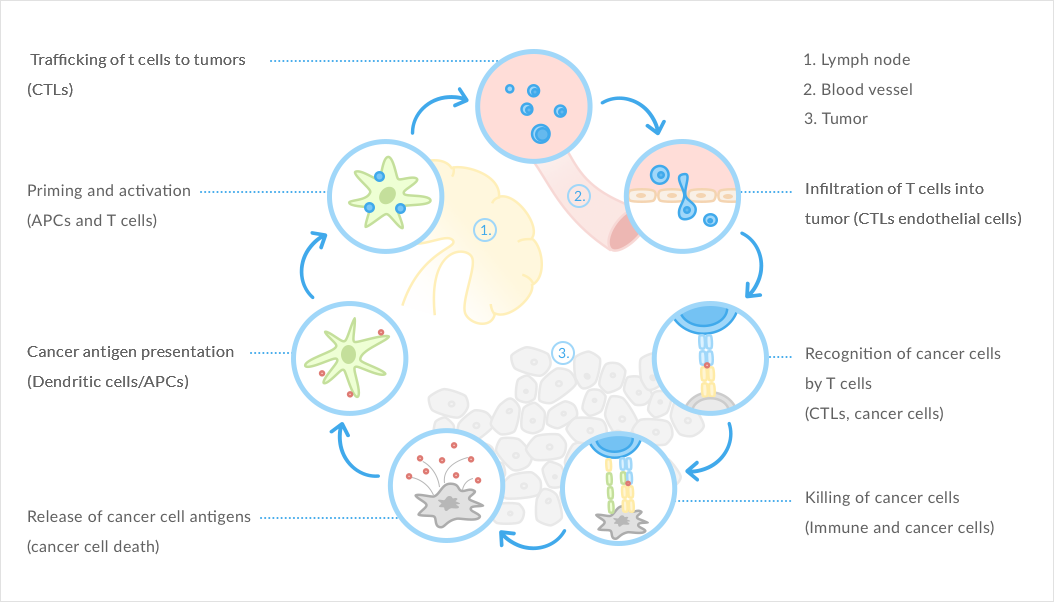 Trafficking of t cells to tumors
(CTLs)
Priming and activation
(APCs and T cells)
Cancer antigen presentation
(Dendritic cells/APCs)
Release of cancer cell antigens
(cancer cell death)
1.
2.
3.
1. Lymph node
2. Blood vessel
3. Tumor
Infiltration of T cells into
tumor (CTLs endothelial cells)
Recognition of cancer cells
by T cells
(CTLs, cancer cells)
Killing of cancer cells
(Immune and cancer cells)